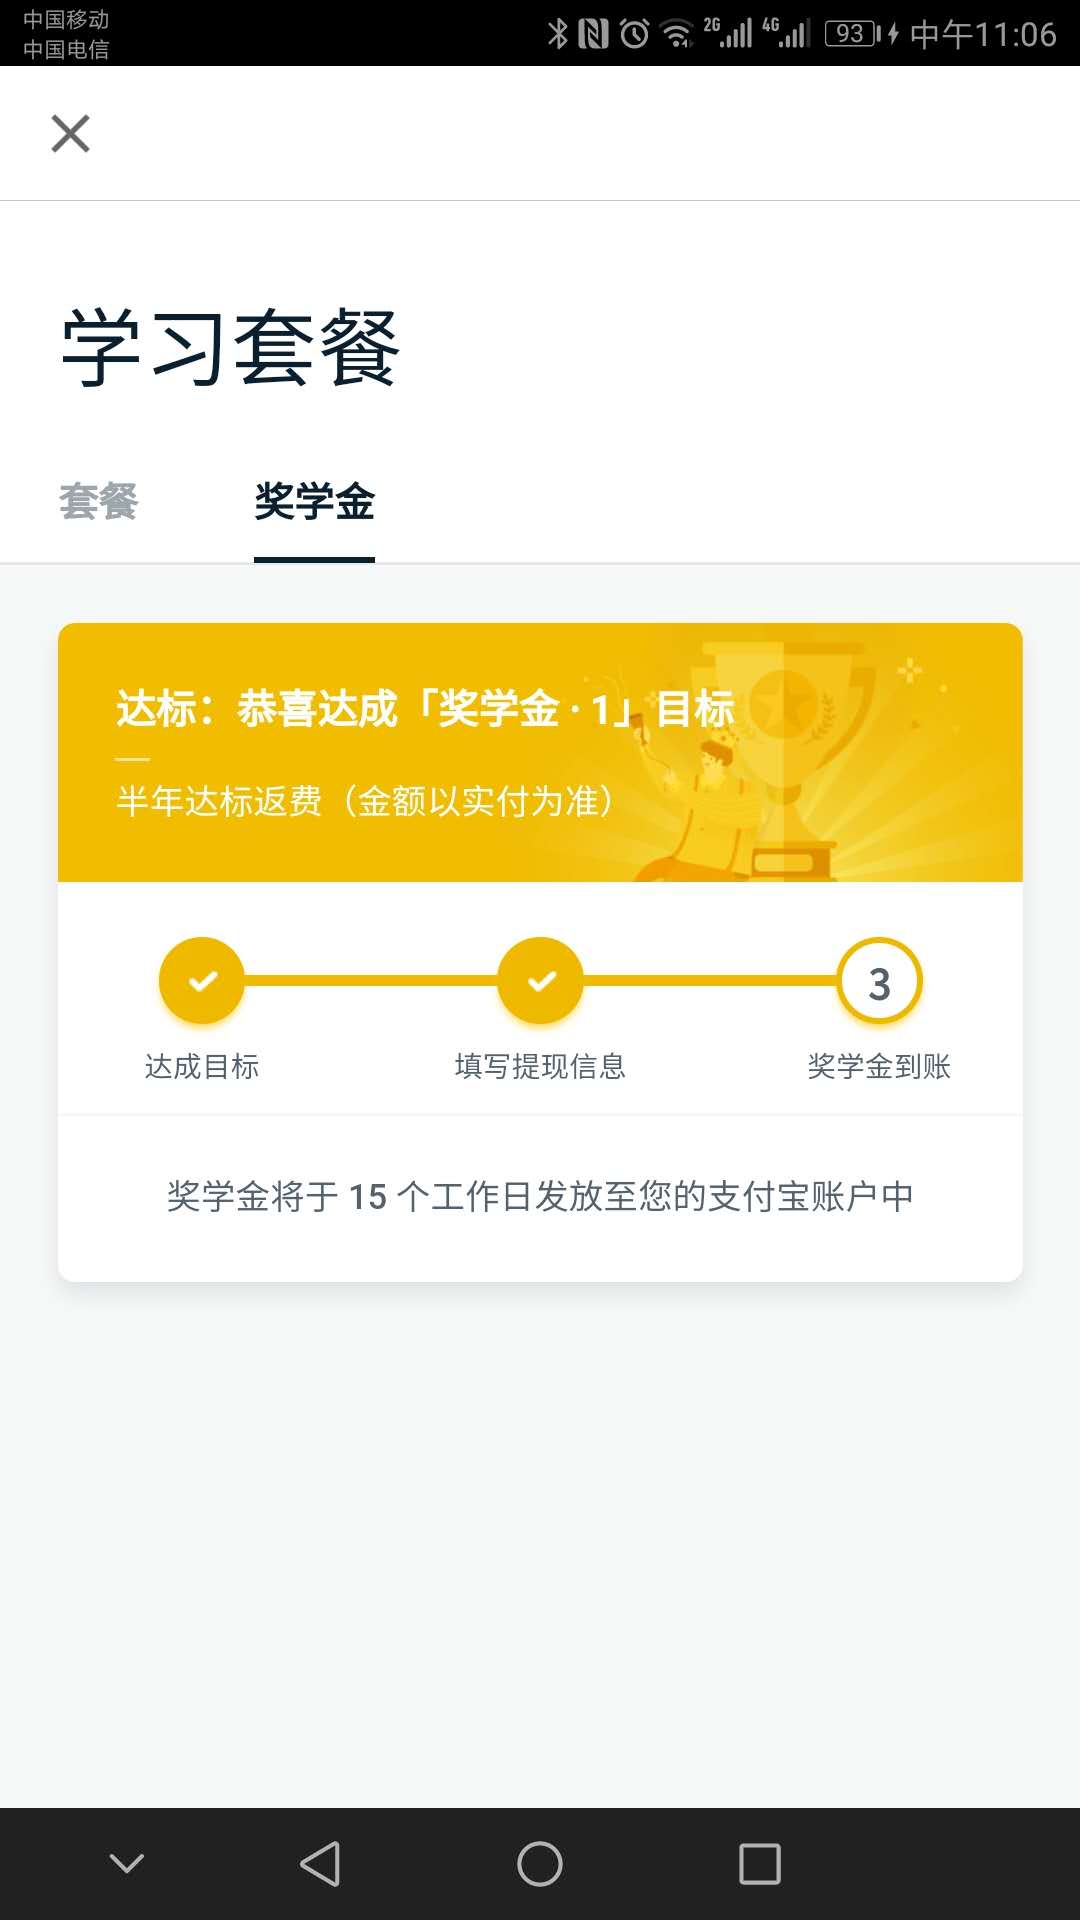 中国移动
中国电信
2G 4G 93 中午11:06
学习套餐
套餐 奖学金
达标：恭喜达成「奖学金 · 1」目标
半年达标返费（金额以实付为准）
3
达成目标 填写提现信息 奖学金到账
奖学金将于 15 个工作日发放至您的支付宝账户中